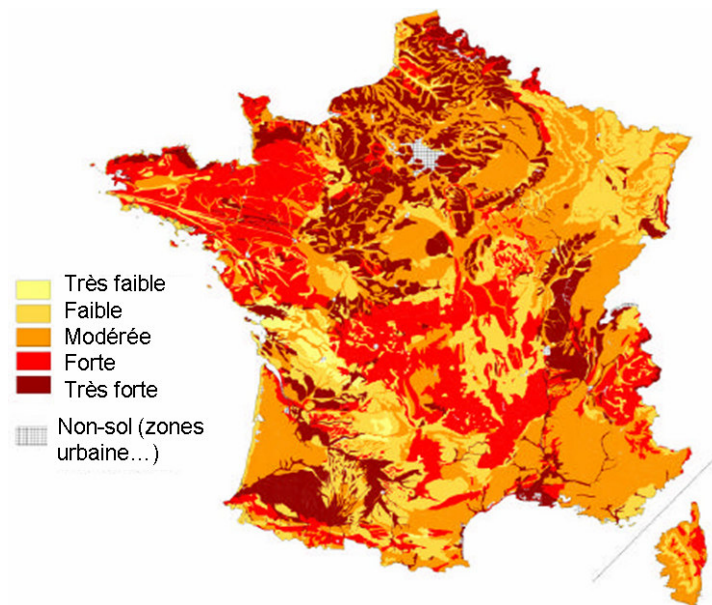 Très faible
Faible
Modérée
Forte
Très forte
Non-sol (zones
urbaine…)